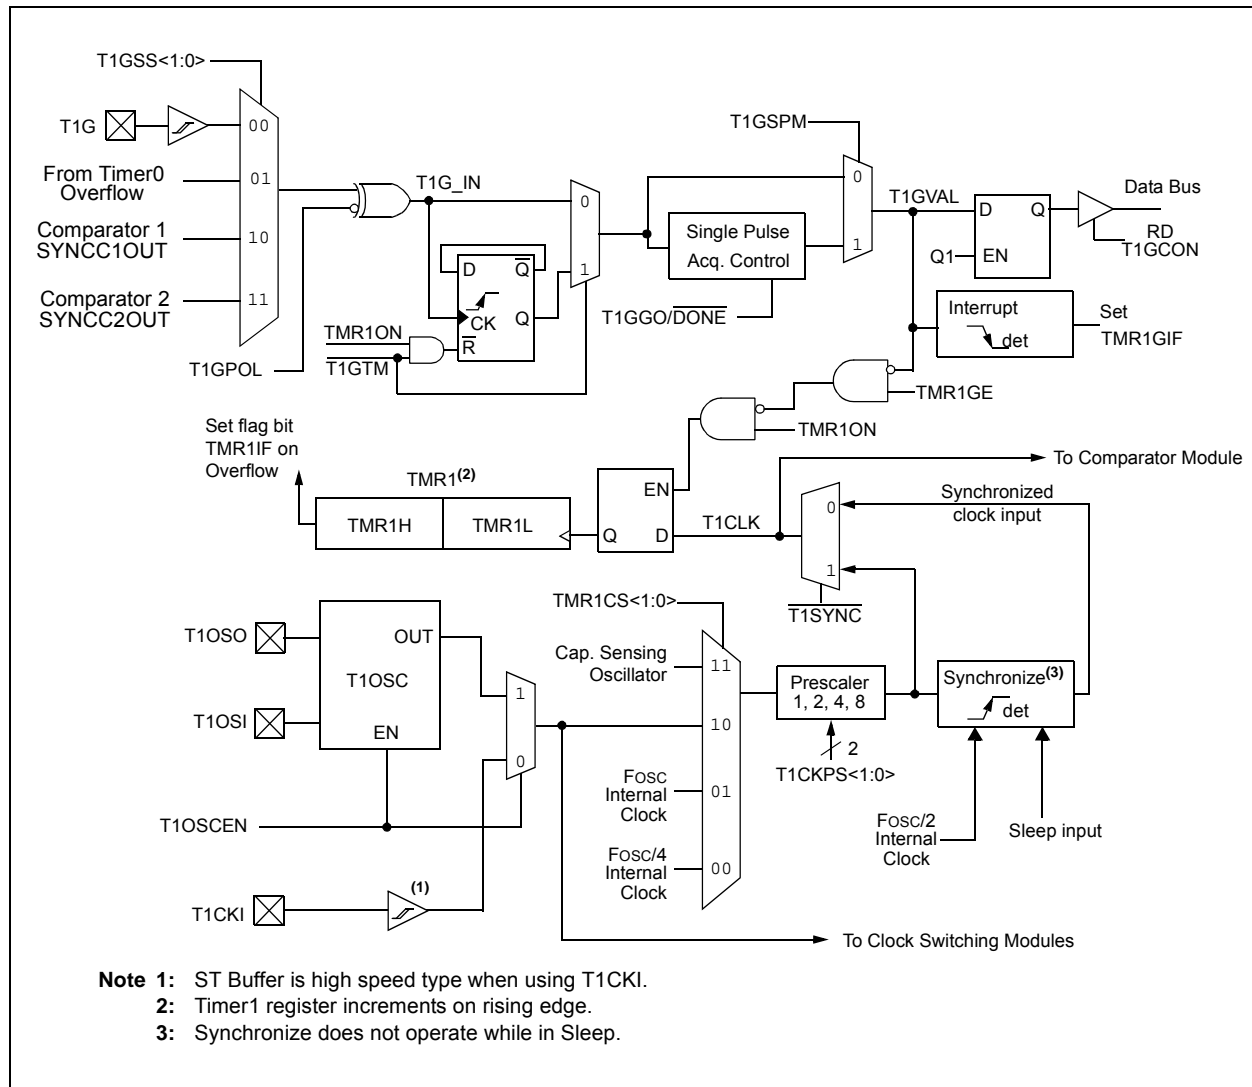 T1GSS<1:0>
T1G
00
From Timer0
Overflow
01
Comparator 1
SYNCC1OUT
10
Comparator 2
SYNCC2OUT
11
T1GPOL
T1G_IN
0
1
D
Q
CK
Q
R
TMR1ON
T1GTM
T1GSPM
0
1
Single Pulse
Acq. Control
T1GGO/DONE
T1GVAL
D
Q
Q1
EN
Data Bus
RD
T1GCON
Interrupt
det
Set
TMR1GIF
TMR1GE
TMR1ON
Set flag bit
TMR1IF on
Overflow
TMR1(2)
TMR1H
TMR1L
EN
Q
D
T1CLK
To Comparator Module
0
1
Synchronized
clock input
T1SYNC
T1OSO
T1OSI
OUT
T1OSC
EN
1
0
T1OSCEN
T1CKI
(1)
TMR1CS<1:0>
Cap. Sensing
Oscillator
11
10
FOSC
Internal
Clock
01
FOSC/4
Internal
Clock
00
Prescaler
1, 2, 4, 8
2
T1CKPS<1:0>
Synchronize(3)
det
FOSC/2
Internal
Clock
Sleep input
To Clock Switching Modules
Note 1: ST Buffer is high speed type when using T1CKI.
2: Timer1 register increments on rising edge.
3: Synchronize does not operate while in Sleep.